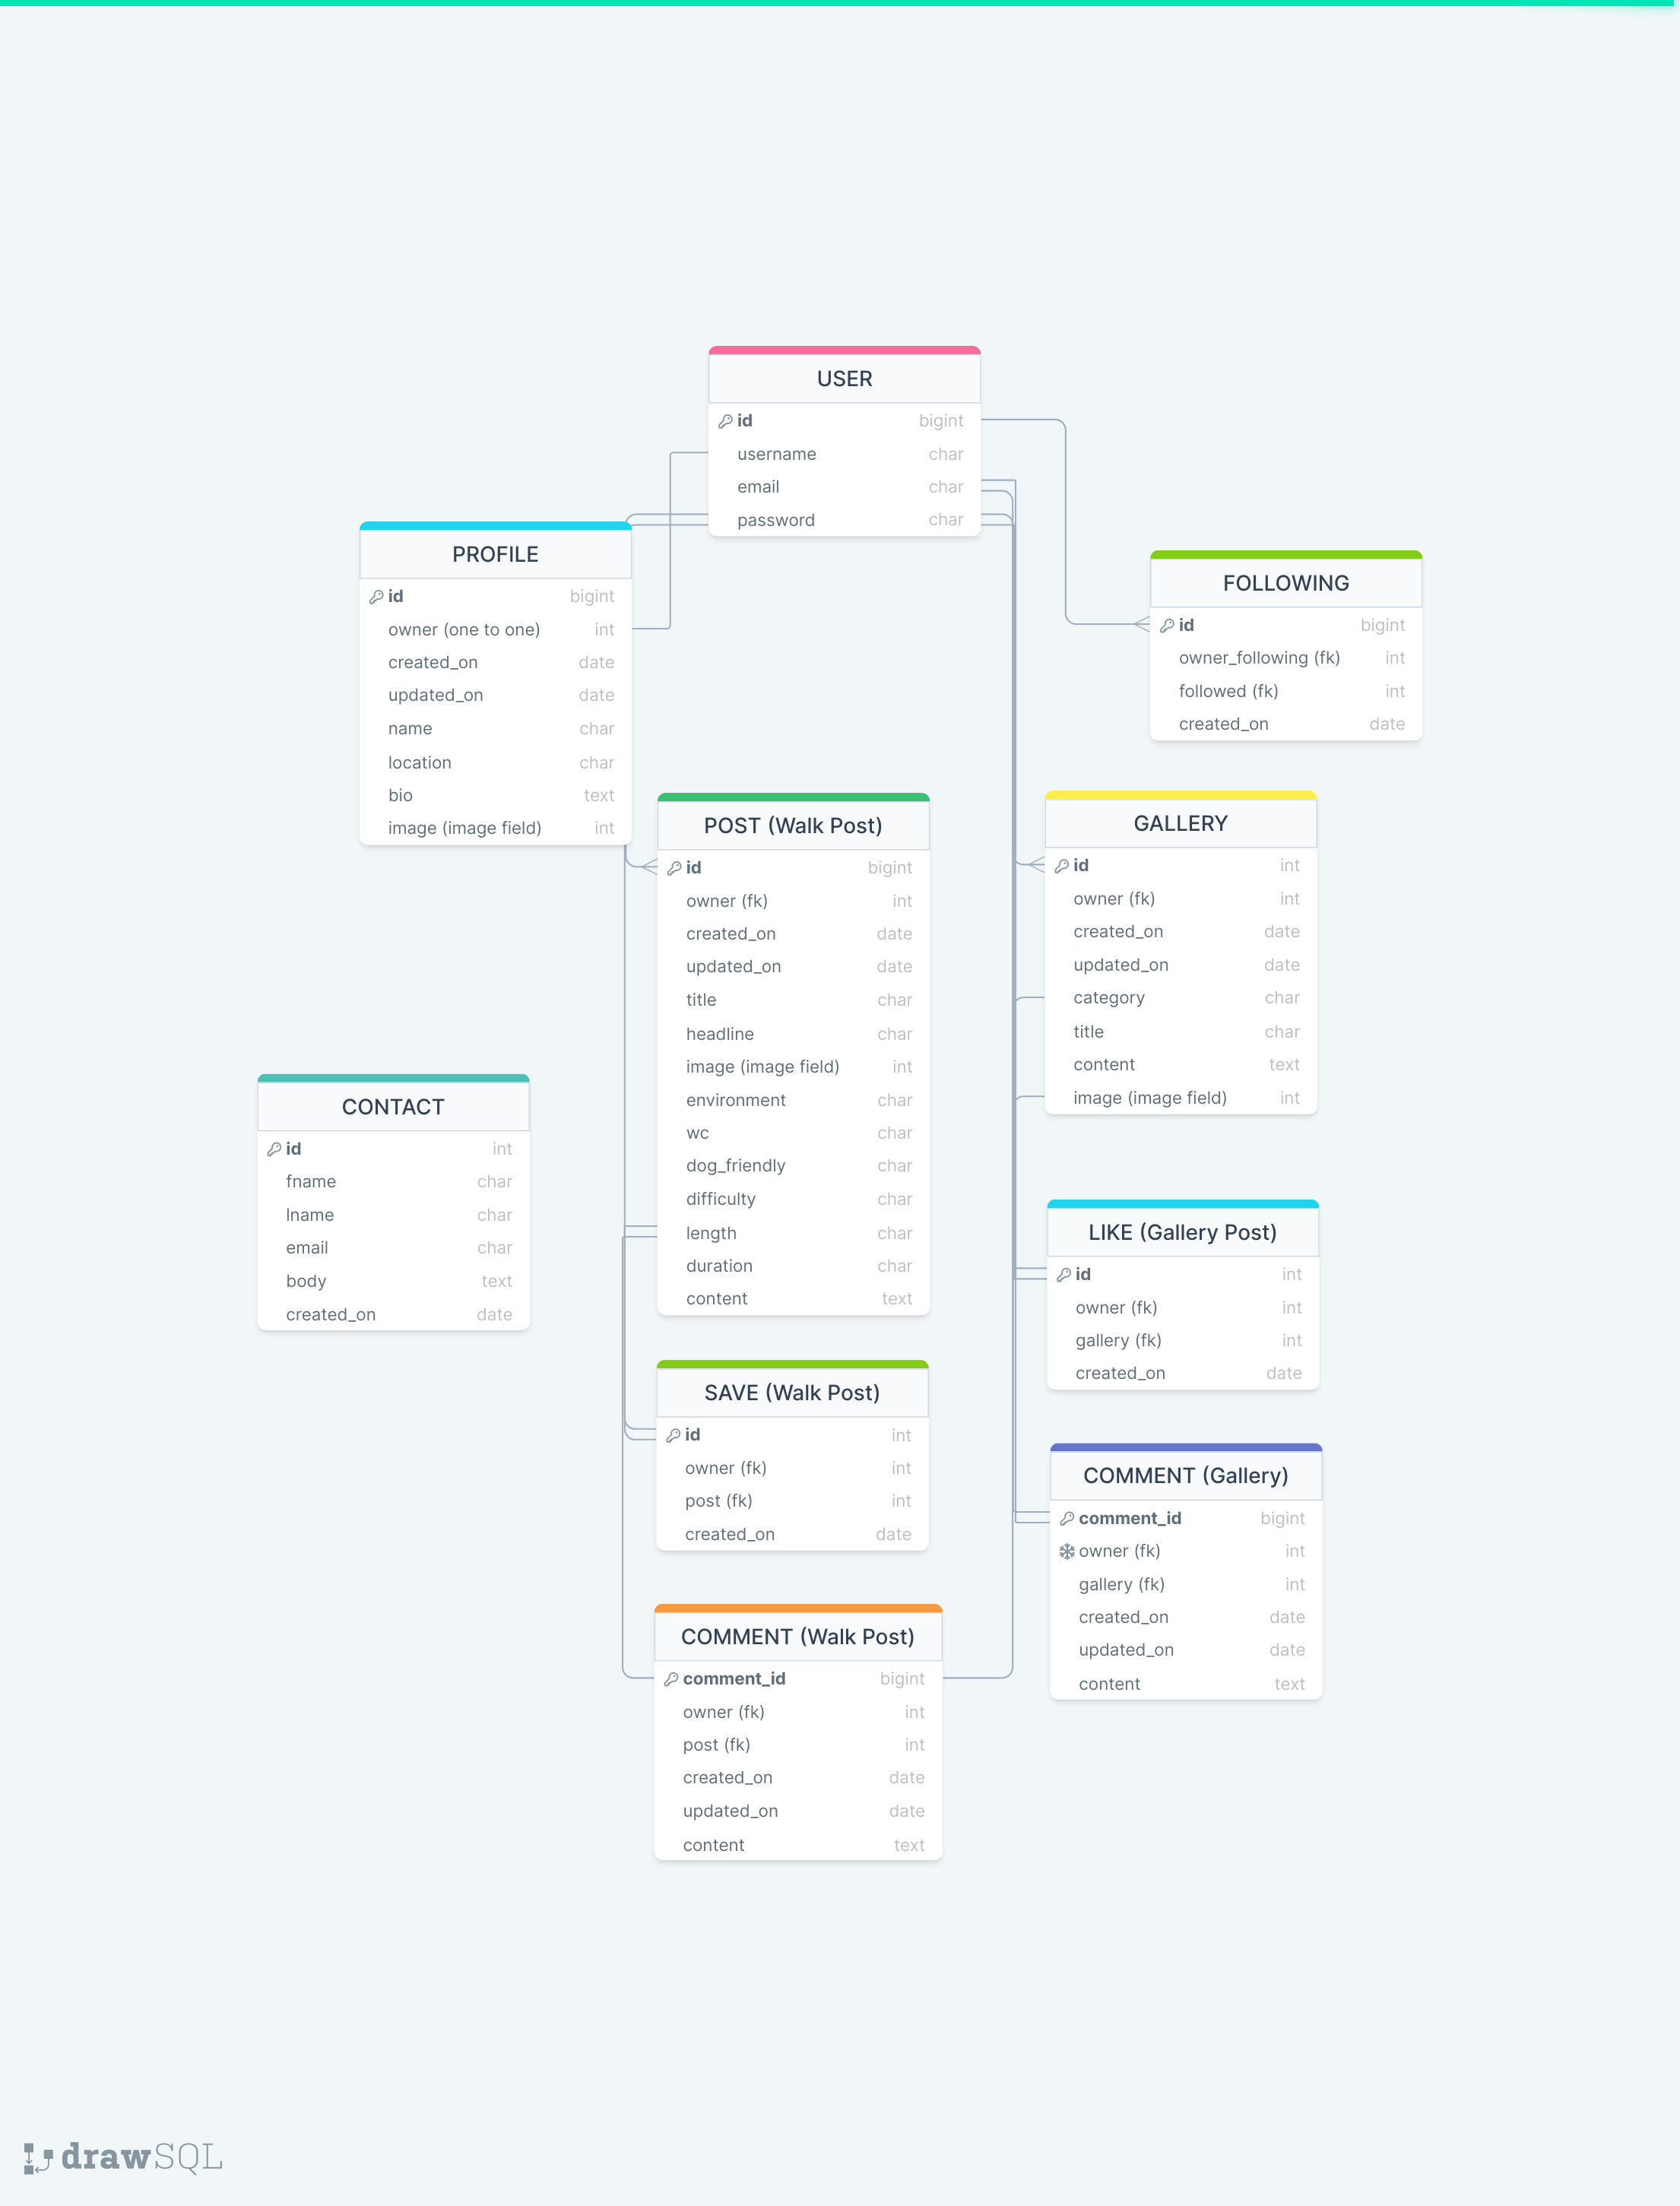 USER
id bigint
username char
email char
password char
PROFILE
id bigint
owner (one to one) int
created_on date
updated_on date
name char
location char
bio text
image (image field) int
FOLLOWING
id bigint
owner_following (fk) int
followed (fk) int
created_on date
POST (Walk Post)
id bigint
owner (fk) int
created_on date
updated_on date
title char
headline char
image (image field) int
environment char
wc char
dog_friendly char
difficulty char
length char
duration char
content text
GALLERY
id int
owner (fk) int
created_on date
updated_on date
category char
title char
content text
image (image field) int
CONTACT
id int
fname char
lname char
email char
body text
created_on date
LIKE (Gallery Post)
id int
owner (fk) int
gallery (fk) int
created_on date
SAVE (Walk Post)
id int
owner (fk) int
post (fk) int
created_on date
COMMENT (Gallery)
comment_id bigint
owner (fk) int
gallery (fk) int
created_on date
updated_on date
content text
COMMENT (Walk Post)
comment_id bigint
owner (fk) int
post (fk) int
created_on date
updated_on date
content text
drawSQL